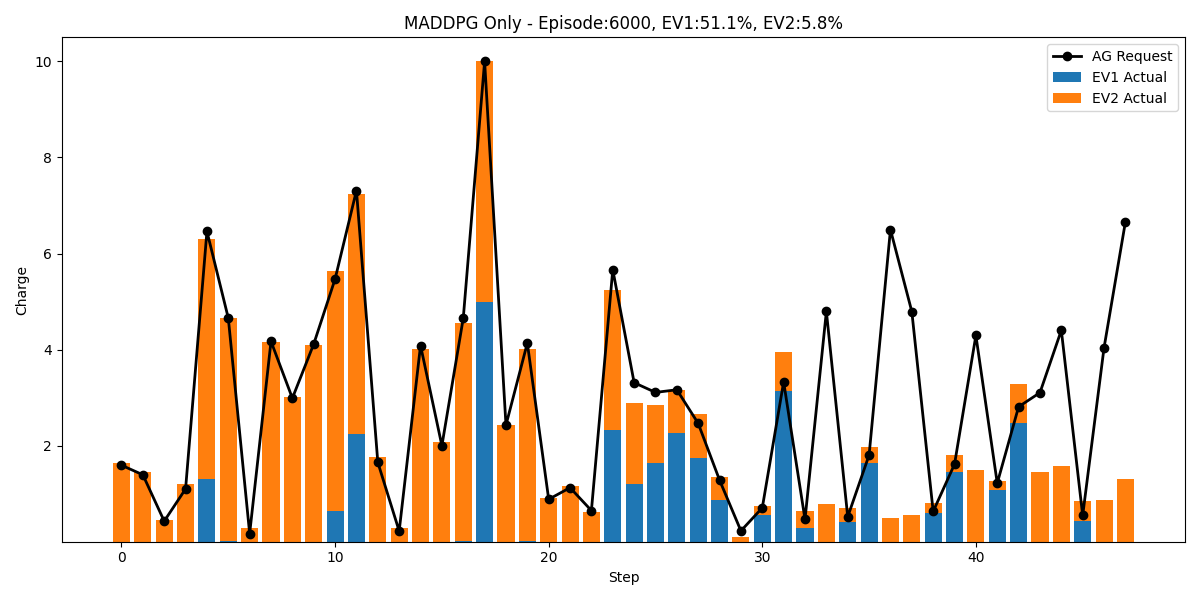 MADDPG Only - Episode:6000, EV1:51.1%, EV2:5.8%
AG Request
EV1 Actual
EV2 Actual
Charge
10
8
6
4
2
0
10
20
30
40
Step